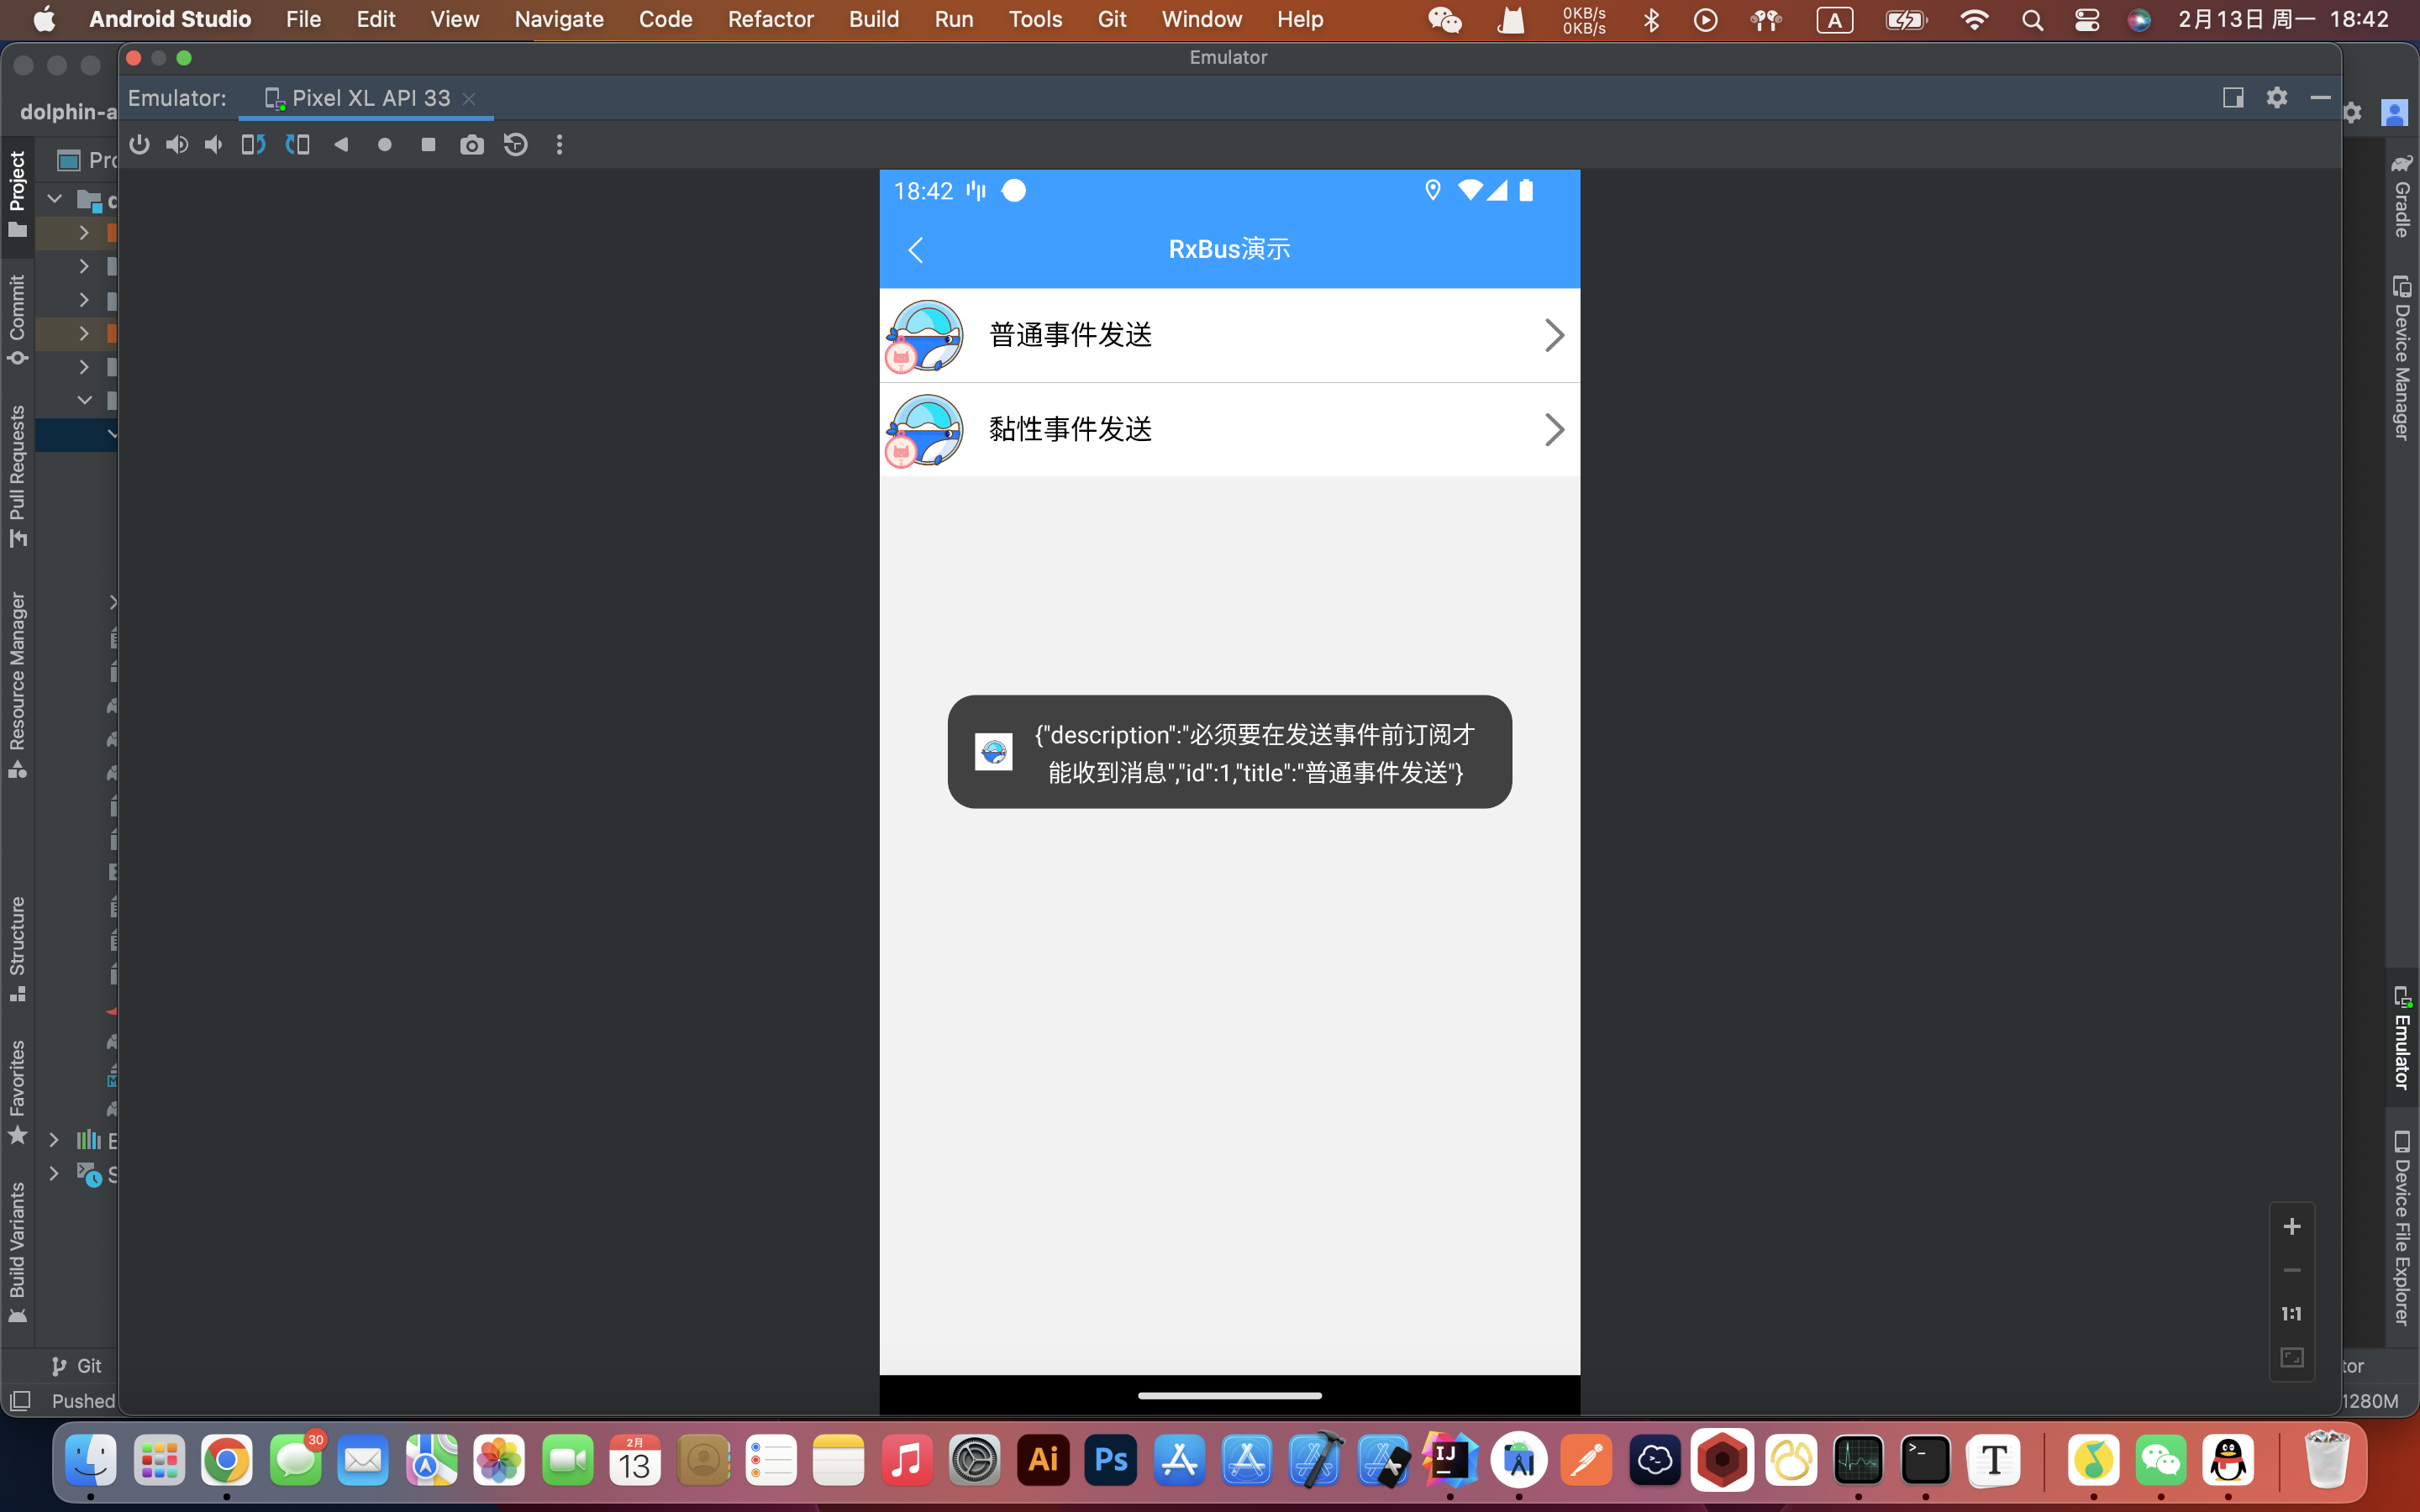 Android Studio File Edit View Navigate Code Refactor Build Run Tools Git Window Help
0KB/s
0KB/s
A
2月13日 周一 18:42
Emulator
dolphin-a
Emulator: Pixel XL API 33
Project
Commit
Pull Requests
Resource Manager
Structure
Favorites
Build Variants
18:42
RxBus演示
普通事件发送
黏性事件发送
{"description":"必须要在发送事件前订阅才
能收到消息","id":1,"title":"普通事件发送"}
Gradle
Device Manager
Emulator
Device File Explorer
1:1
Git
tor
Pushed
1280M
30
2月
13
Ai
Ps
IJ
T